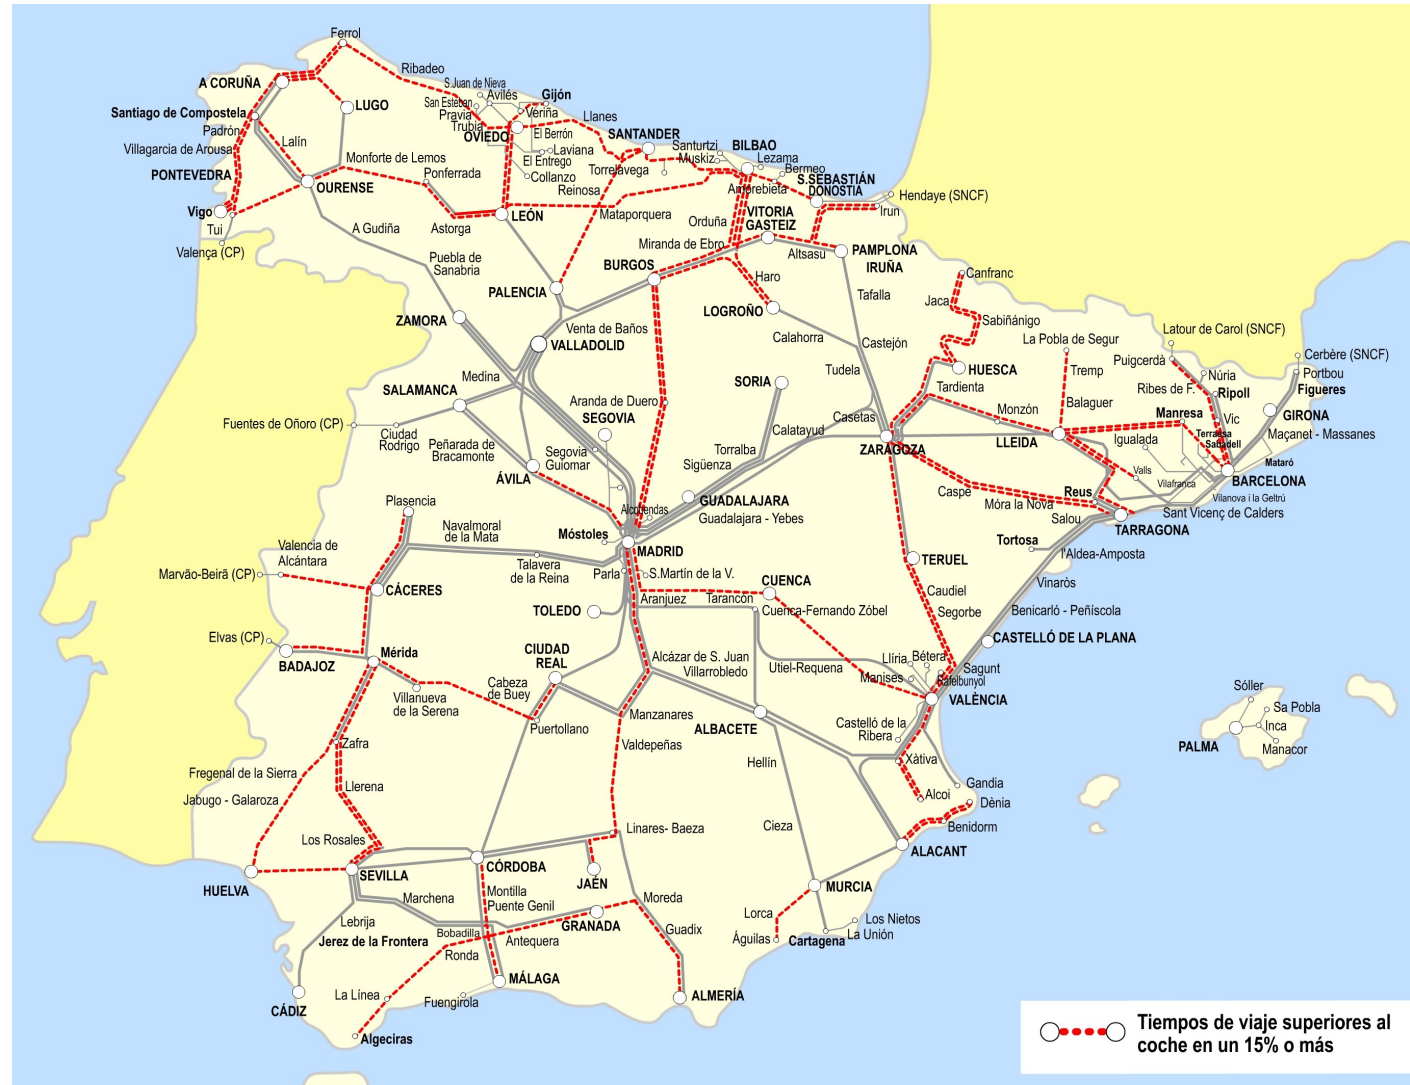 Ferrol
Ribadeo
A CORUÑA
S.Juan de Nieva
Avilés
Gijón
San Esteban
Pravia
Trubia
Veriña
LUGO
Santiago de Compostela
Llanes
OVIEDO
El Berrón
SANTANDER
Padrón
Lalín
Laviana
Santurtzi
BILBAO
Villagarcia de Arousa
Monforte de Lemos
El Entrego
Muskiz
Lezama
Bermeo
PONTEVEDRA
Ponferrada
Collanzo
Torrelavega
Reinosa
Amorebieta
S.SEBASTIÁN
DONOSTIA
Hendaye (SNCF)
Irun
OURENSE
Vigo
LEÓN
Mataporquera
Orduña
VITORIA
GASTEIZ
Tui
A Gudiña
Astorga
Valença (CP)
Miranda de Ebro
Altsasu
PAMPLONA
IRUÑA
Puebla de
Sanabria
BURGOS
Haro
Canfranc
PALENCIA
Tafalla
Jaca
LOGROÑO
Sabiñánigo
ZAMORA
Venta de Baños
Calahorra
Castejón
La Pobla de Segur
Latour de Carol (SNCF)
VALLADOLID
Puigcerdà
Cerbère (SNCF)
Medina
Tudela
HUESCA
Tremp
Núria
Portbou
SALAMANCA
SORIA
Tardienta
Ribes de F.
Ripoll
Figueres
Aranda de Duero
Balaguer
SEGOVIA
Casetas
Monzón
Manresa
Vic
GIRONA
Fuentes de Oñoro (CP)
Ciudad
Rodrigo
Peñarada de
Bracamonte
Calatayud
Terrassa
Sabadell
Maçanet - Massanes
Segovia
Guiomar
Torralba
ZARAGOZA
LLEIDA
Igualada
Sigüenza
Valls
Mataró
ÁVILA
Vilafranca
BARCELONA
Plasencia
GUADALAJARA
Caspe
Reus
Vilanova i la Geltrú
Alcobendas
Guadalajara - Yebes
Móra la Nova
Sant Vicenç de Calders
Navalmoral
de la Mata
Móstoles
Salou
TARRAGONA
Valencia de
Alcántara
MADRID
Tortosa
l'Aldea-Amposta
Talavera
de la Reina
TERUEL
Marvão-Beirã (CP)
Parla
S.Martín de la V.
CUENCA
Vinaròs
CÁCERES
Aranjuez
Tarancón
Caudiel
TOLEDO
Cuenca-Fernando Zóbel
Segorbe
Benicarló - Peñíscola
Elvas (CP)
CASTELLÓ DE LA PLANA
BADAJOZ
Mérida
CIUDAD
REAL
Alcázar de S. Juan
Villarrobledo
Utiel-Requena
Llíria
Bétera
Sagunt
Manises
Rafelbunyol
Cabeza
de Buey
Villanueva
de la Serena
VALÈNCIA
Sóller
Manzanares
Puertollano
ALBACETE
Castelló de la
Ribera
Sa Pobla
Inca
PALMA
Manacor
Zafra
Valdepeñas
Hellín
Xàtiva
Fregenal de la Sierra
Gandia
Llerena
Alcoi
Dènia
Jabugo - Galaroza
Cieza
Benidorm
Linares- Baeza
Los Rosales
ALACANT
CÓRDOBA
SEVILLA
JAÉN
HUELVA
Montilla
Puente Genil
MURCIA
Marchena
Moreda
Lorca
Los Nietos
Lebrija
GRANADA
Bobadilla
Guadix
Águilas
Cartagena
La Unión
Jerez de la Frontera
Antequera
Ronda
MÁLAGA
La Línea
Fuengirola
ALMERÍA
CÁDIZ
Algeciras
Tiempos de viaje superiores al
coche en un 15% o más